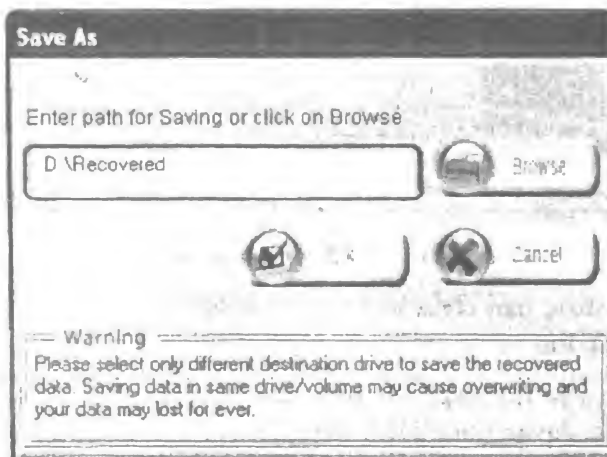 Save As
Enter path for Saving or click on Browse
D \Recovered
Browse
Cancel
Warning
Please select only different destination drive to save the recovered
data. Saving data in same drive/volume may cause overwriting and
your data may lost for ever.